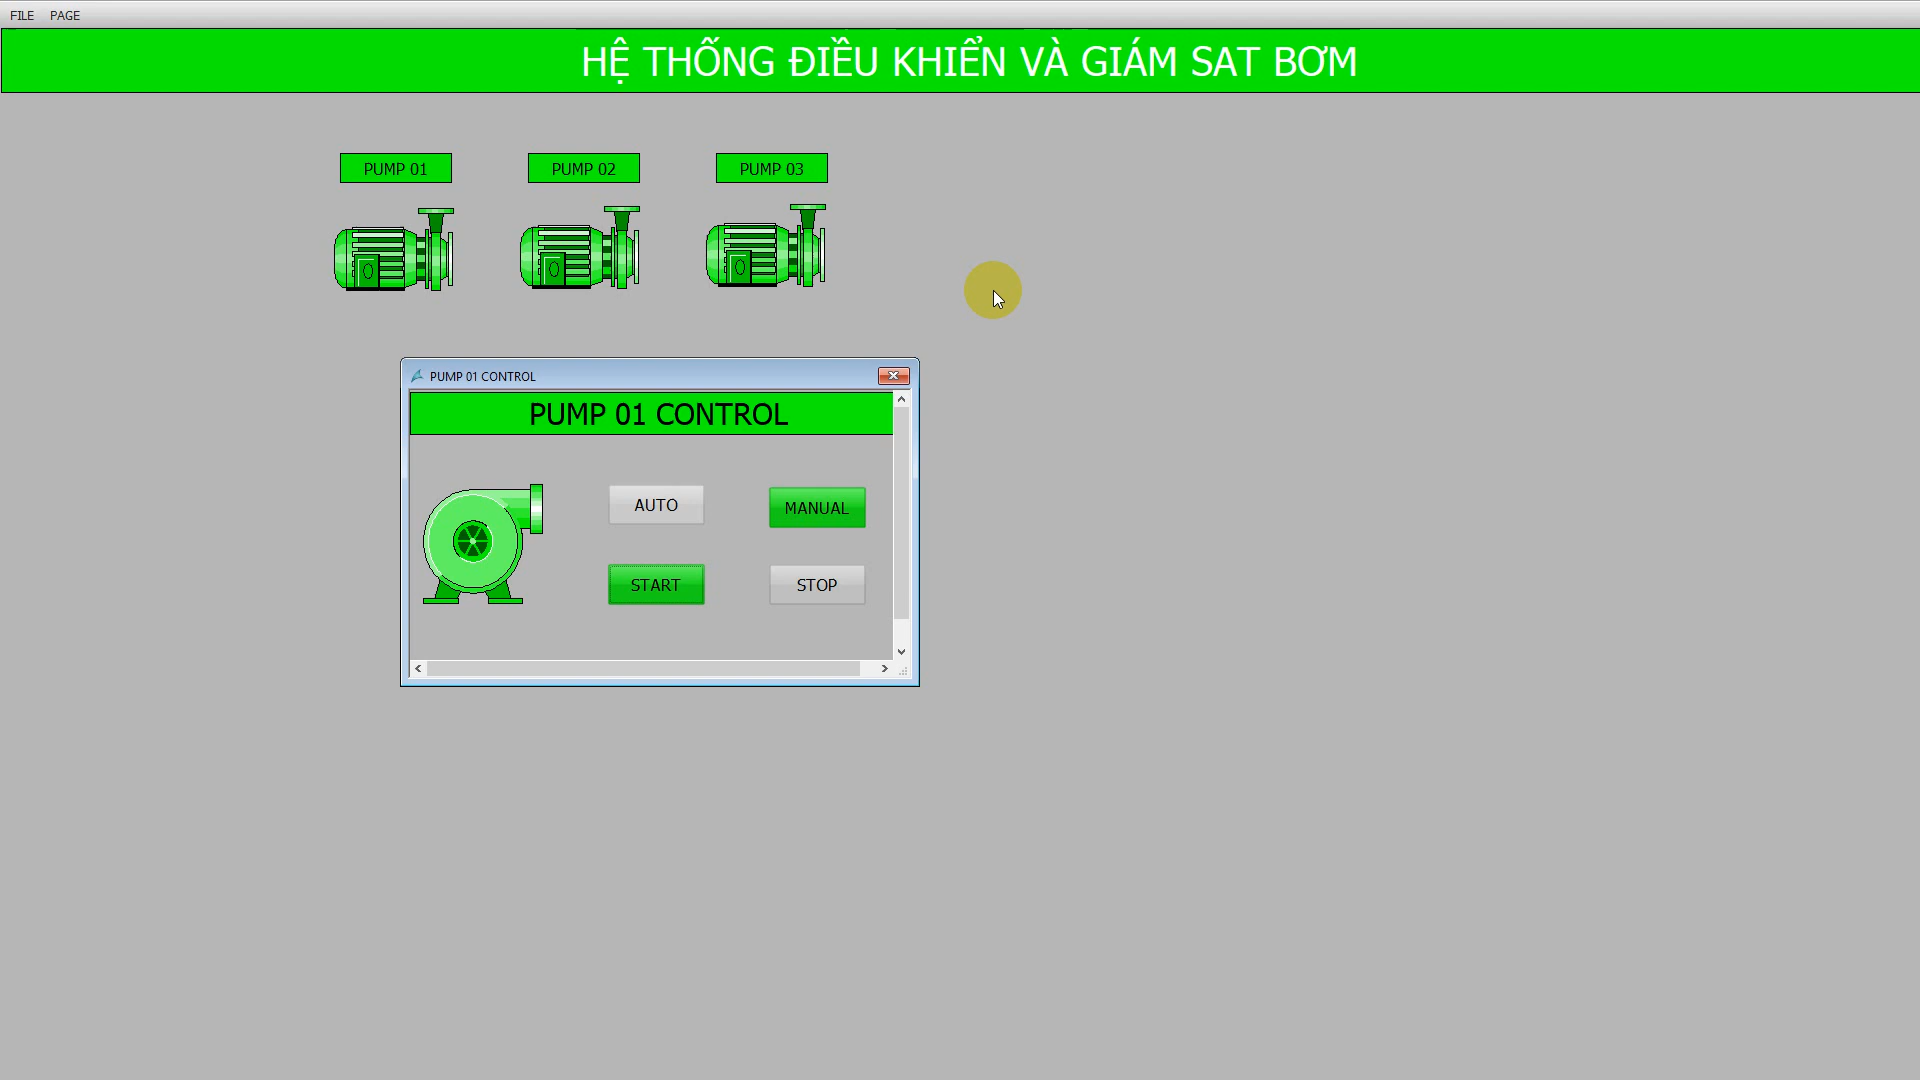 FILE PAGE
HỆ THỐNG ĐIỀU KHIỂN VÀ GIÁM SAT BƠM
PUMP 01 PUMP 02 PUMP 03
PUMP 01 CONTROL
PUMP 01 CONTROL
AUTO MANUAL
START STOP